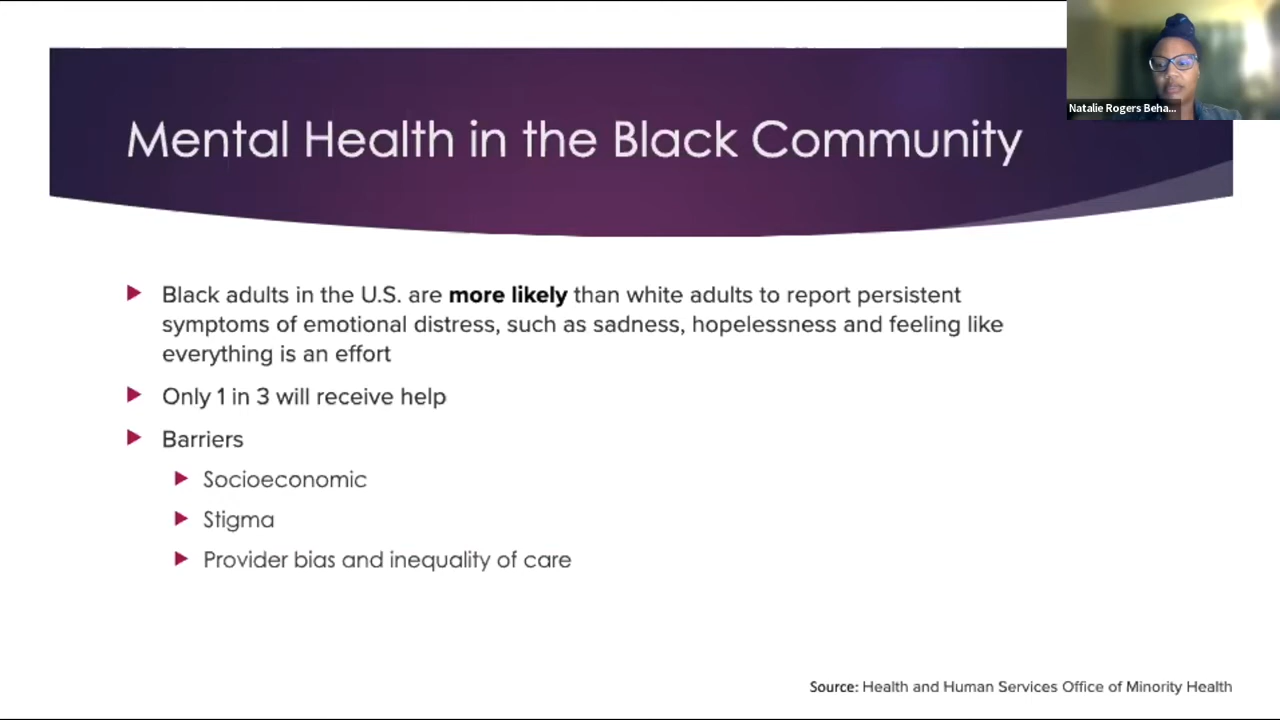 Mental Health in the Black Community
Natalie Rogers Beha...
Black adults in the U.S. are more likely than white adults to report persistent
symptoms of emotional distress, such as sadness, hopelessness and feeling like
everything is an effort
Only 1 in 3 will receive help
Barriers
Socioeconomic
Stigma
Provider bias and inequality of care
Source: Health and Human Services Office of Minority Health